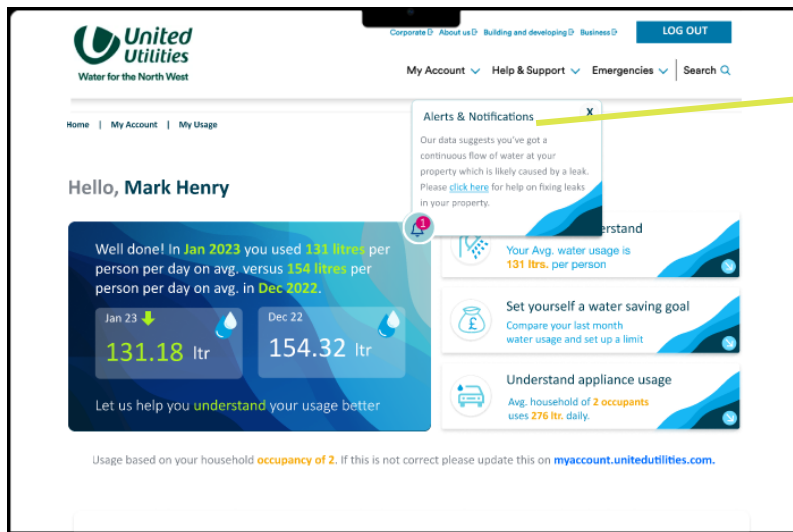 United
Utilities
Water for the North West
Corporate About us Building and developing Business
LOG OUT
My Account Help & Support Emergencies Search
Home | My Account | My Usage
Alerts & Notifications X
Our data suggests you've got a
continuous flow of water at your
property which is likely caused by a leak.
Please click here for help on fixing leaks
in your property.
1
Hello, Mark Henry
Well done! In Jan 2023 you used 131 litres per
person per day on avg. versus 154 litres per
person per day on avg. in Dec 2022.
Jan 23
131.18 ltr
Dec 22
154.32 ltr
Let us help you understand your usage better
Your Avg. water usage is
131 ltrs. per person
Set yourself a water saving goal
Compare your last month
water usage and set up a limit
Understand appliance usage
Avg. household of 2 occupants
uses 276 ltr. daily.
Usage based on your household occupancy of 2. If this is not correct please update this on myaccount.unitedutilities.com.